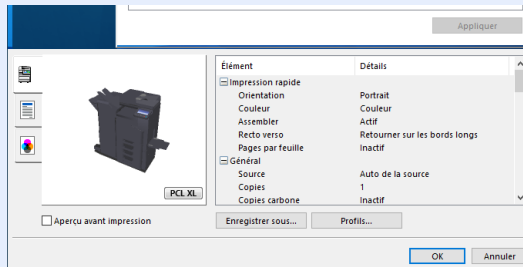 Appliquer
Élément Détails
Impression rapide
Orientation Portrait
Couleur Couleur
Assembler Actif
Recto verso Retourner sur les bords longs
Pages par feuille Inactif
Général
Source Auto de la source
Copies 1
Copies carbone Inactif
PCL XL
Aperçu avant impression Enregistrer sous... Profils...
OK Annuler